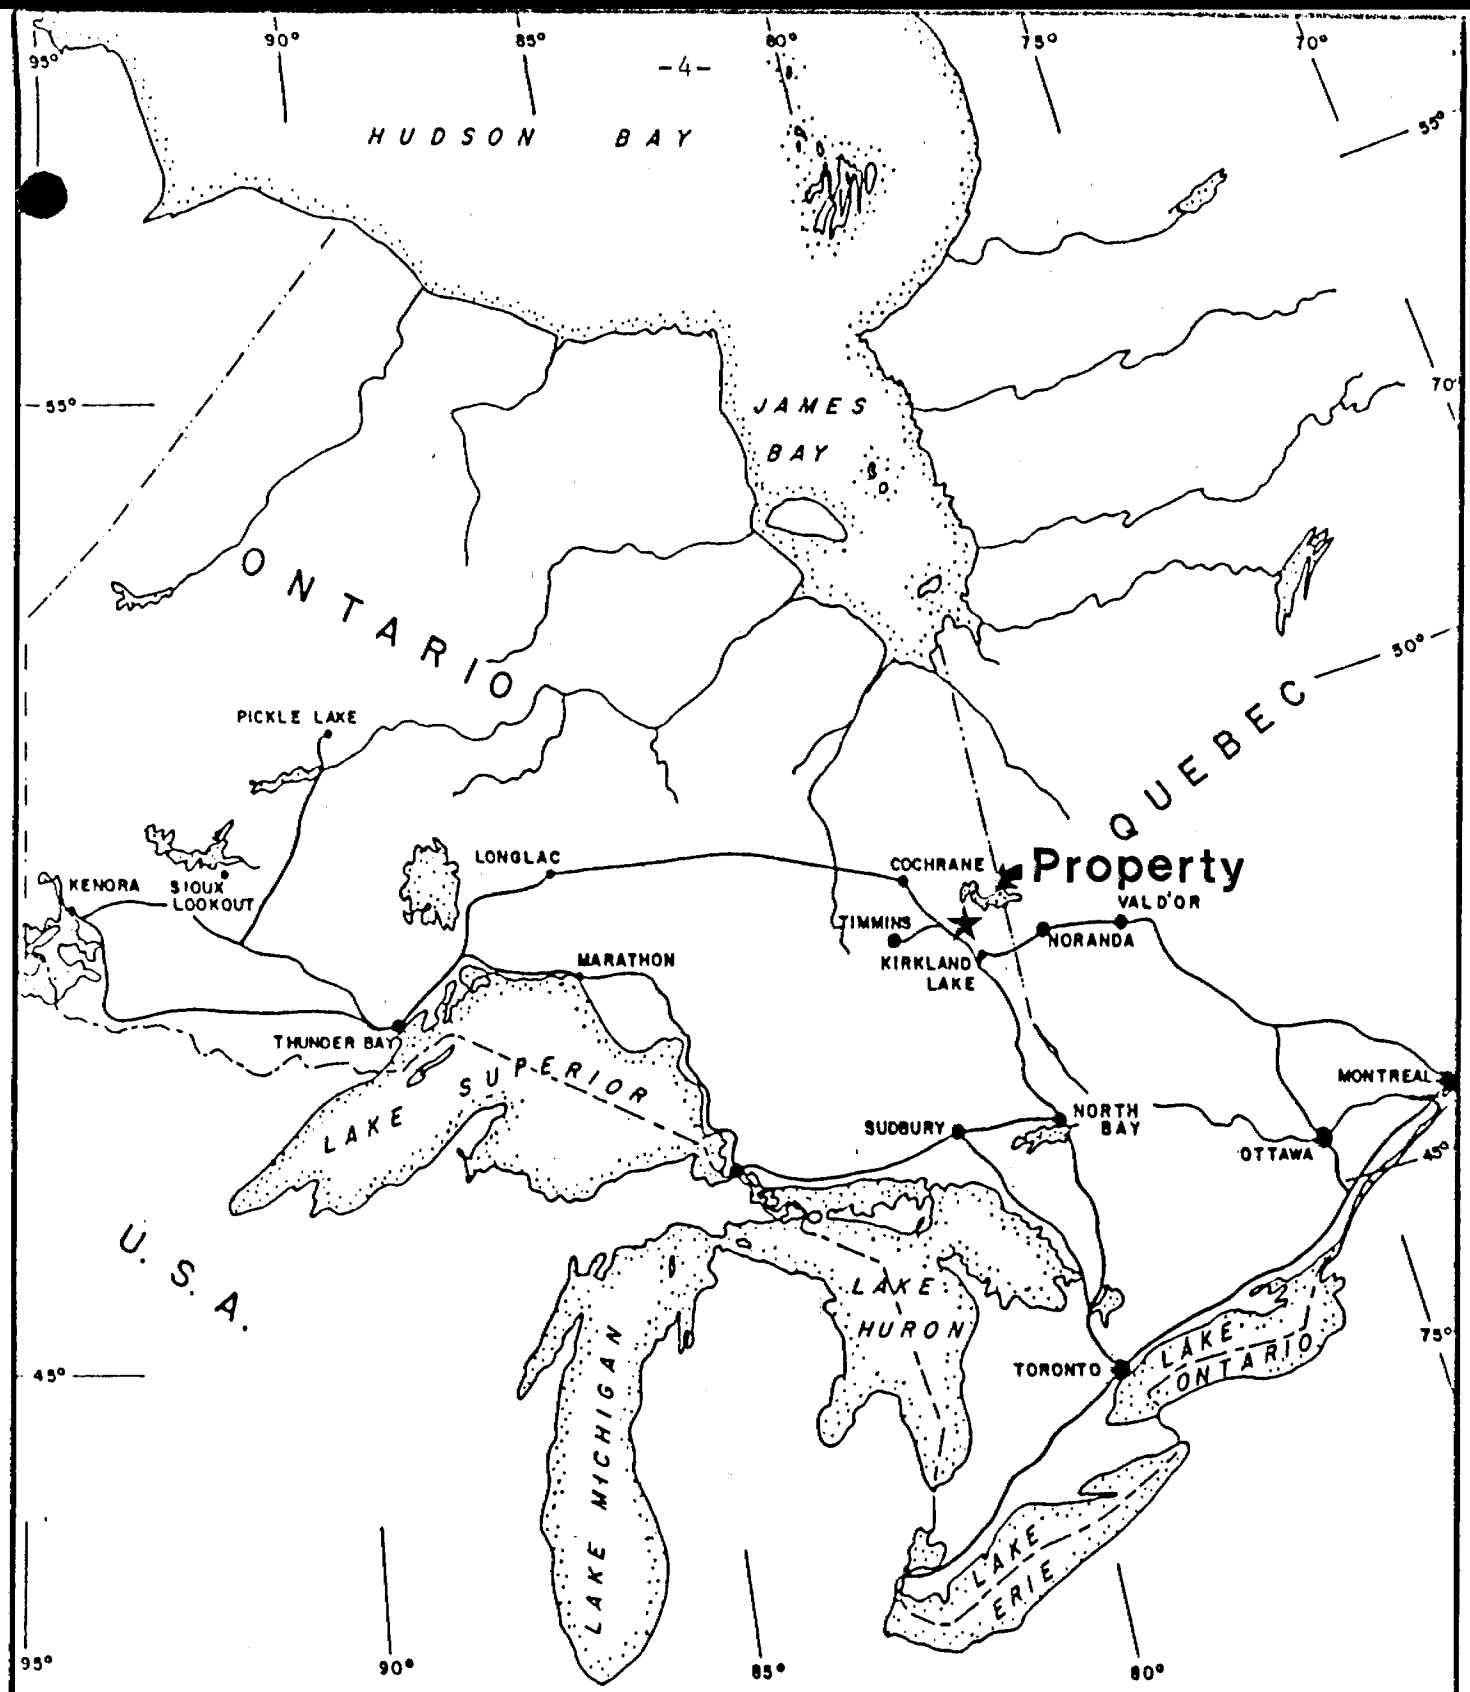 95° 90° 85° 80° 75° 70°
-4-
55°
HUDSON BAY
70°
55°
JAMES
BAY
ONTARIO
50°
QUEBEC
PICKLE LAKE
LONGLAC
COCHRANE
Property
KENORA
SIOUX
LOOKOUT
VAL D'OR
TIMMINS
NORANDA
KIRKLAND
LAKE
MARATHON
THUNDER BAY
MONTREAL
LAKE SUPERIOR
SUDBURY
NORTH
BAY
OTTAWA
45°
U.S.A.
LAKE
HURON
LAKE
ONTARIO
75°
45°
TORONTO
LAKE MICHIGAN
LAKE
ERIE
95° 90° 85° 80°